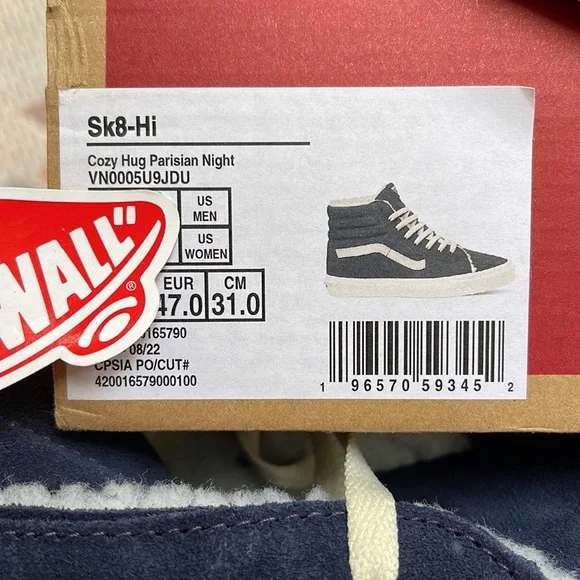 Sk8-Hi
Cozy Hug Parisian Night
VN0005U9JDU
US MEN
US WOMEN
EUR CM
47.0 31.0
165790
08/22
CPSIA PO/CUT#
420016579000100
1 96570 59345 2
WALL"
®